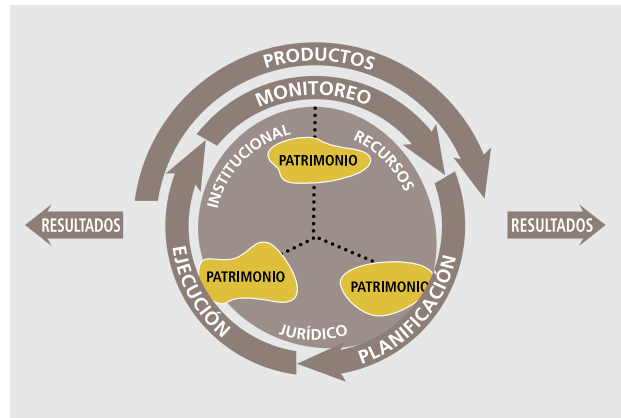 PRODUCTOS
MONITOREO
INSTITUCIONAL
RECURSOS
PATRIMONIO
RESULTADOS
RESULTADOS
EJECUCIÓN
PATRIMONIO
PATRIMONIO
PLANIFICACIÓN
JURÍDICO